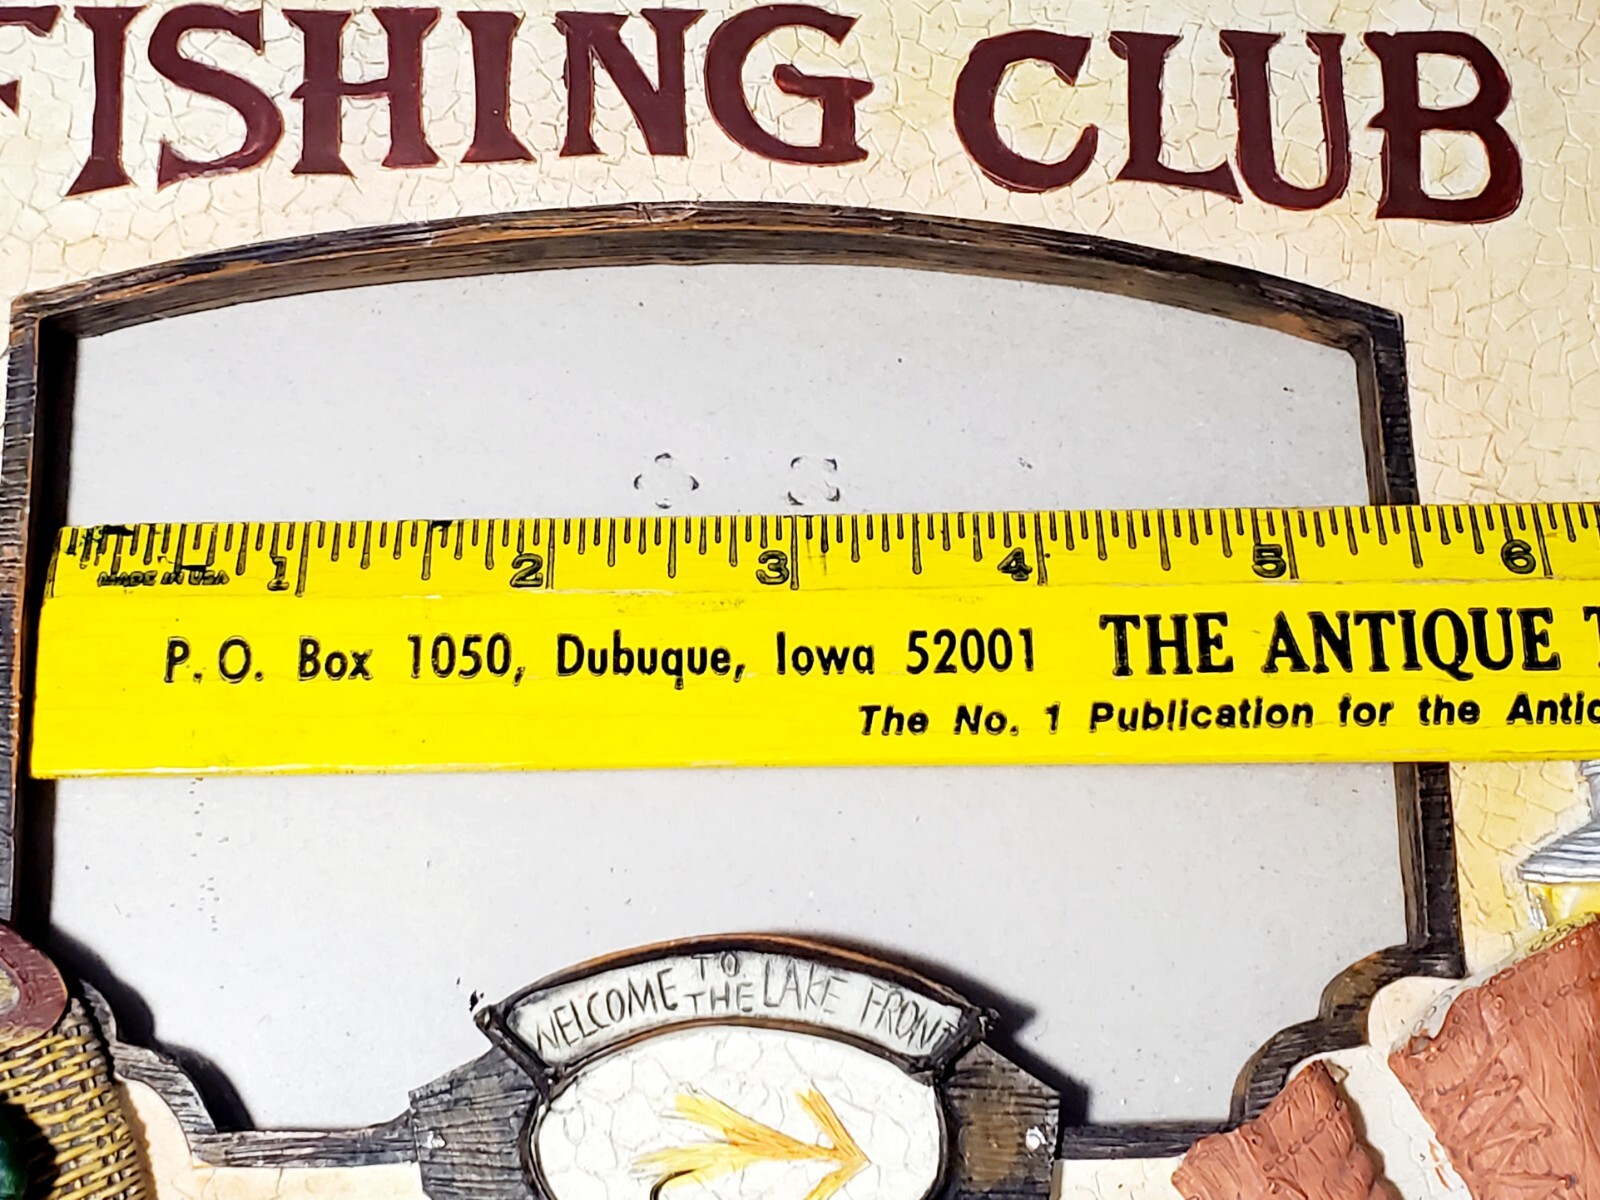 FISHING CLUB
1 2 3 4 5 6
MADE IN USA
P. O. Box 1050, Dubuque, Iowa 52001 THE ANTIQUE
The No. 1 Publication for the
WELCOME TO THE LAKE FRONT